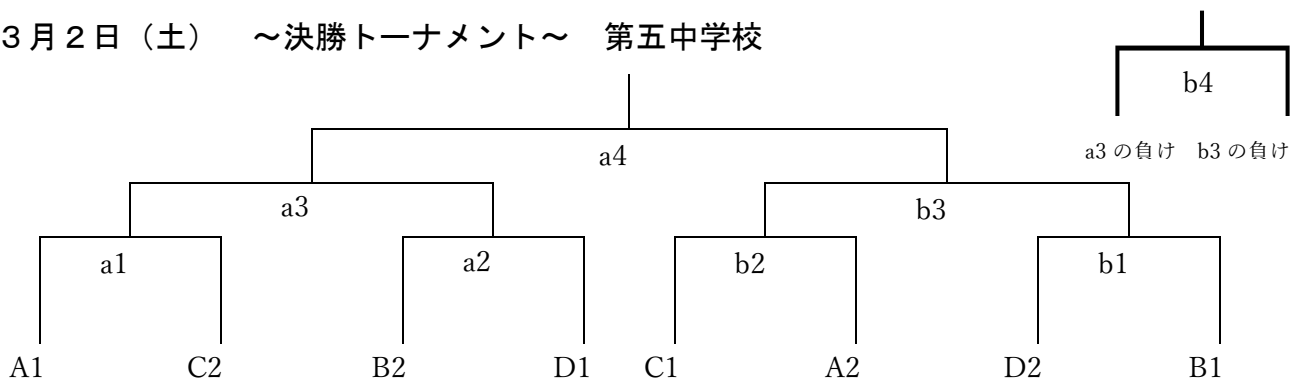 ３月２日（土）　～決勝トーナメント～　第五中学校
b4
a3 の負け　b3 の負け
a4
a3　b3
a1　a2　b2　b1
A1　C2　B2　D1　C1　A2　D2　B1